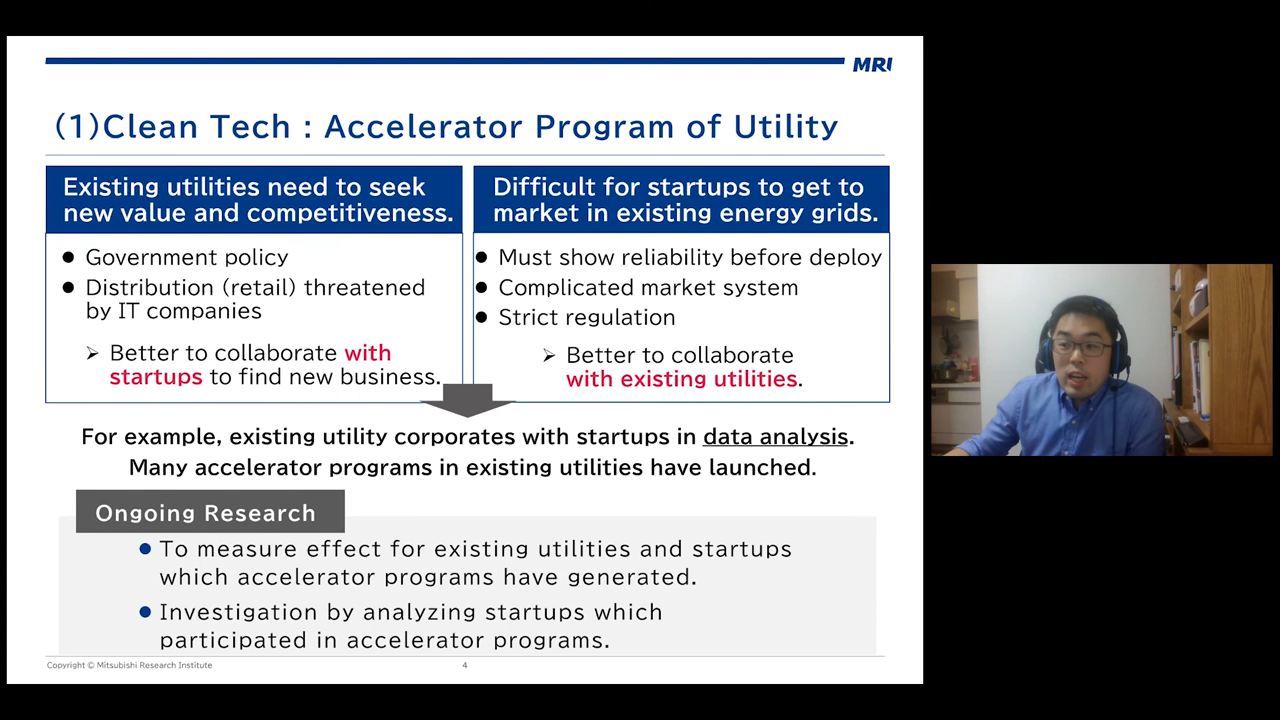 MRI
(1)Clean Tech : Accelerator Program of Utility
Existing utilities need to seek
new value and competitiveness.
● Government policy
● Distribution (retail) threatened
by IT companies
➢ Better to collaborate with
startups to find new business.
Difficult for startups to get to
market in existing energy grids.
● Must show reliability before deploy
● Complicated market system
● Strict regulation
➢ Better to collaborate
with existing utilities.
For example, existing utility corporates with startups in data analysis.
Many accelerator programs in existing utilities have launched.
Ongoing Research
● To measure effect for existing utilities and startups
which accelerator programs have generated.
● Investigation by analyzing startups which
participated in accelerator programs.
Copyright © Mitsubishi Research Institute
4